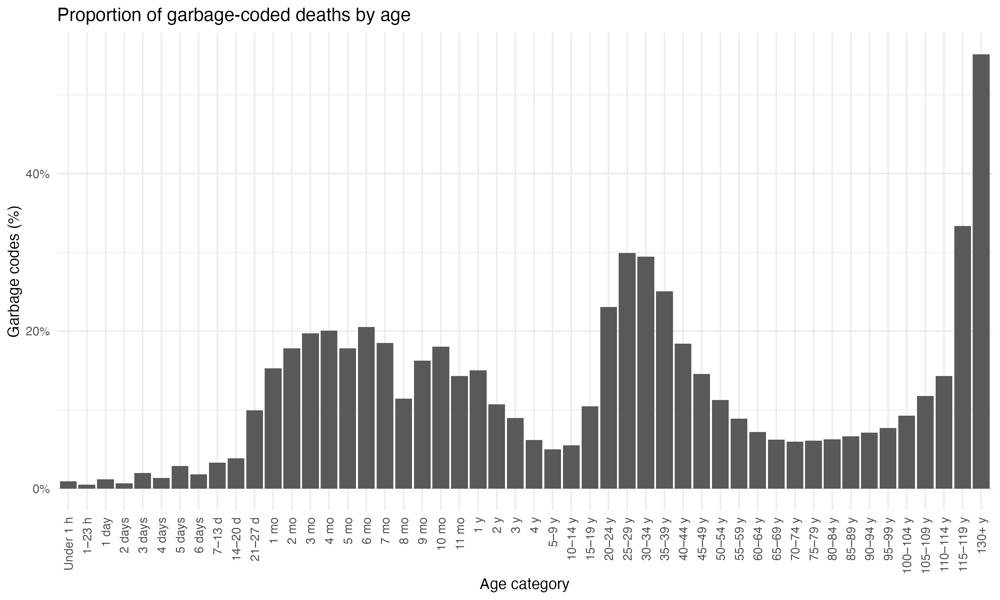 Proportion of garbage-coded deaths by age
Garbage codes (%)
40%
20%
0%
Under 1 h
1–23 h
1 day
2 days
3 days
4 days
5 days
6 days
7–13 d
14–20 d
21–27 d
1 mo
2 mo
3 mo
4 mo
5 mo
6 mo
7 mo
8 mo
9 mo
10 mo
11 mo
1 y
2 y
3 y
4 y
5–9 y
10–14 y
15–19 y
20–24 y
25–29 y
30–34 y
35–39 y
40–44 y
45–49 y
50–54 y
55–59 y
60–64 y
65–69 y
70–74 y
75–79 y
80–84 y
85–89 y
90–94 y
95–99 y
100–104 y
105–109 y
110–114 y
115–119 y
130+ y
Age category